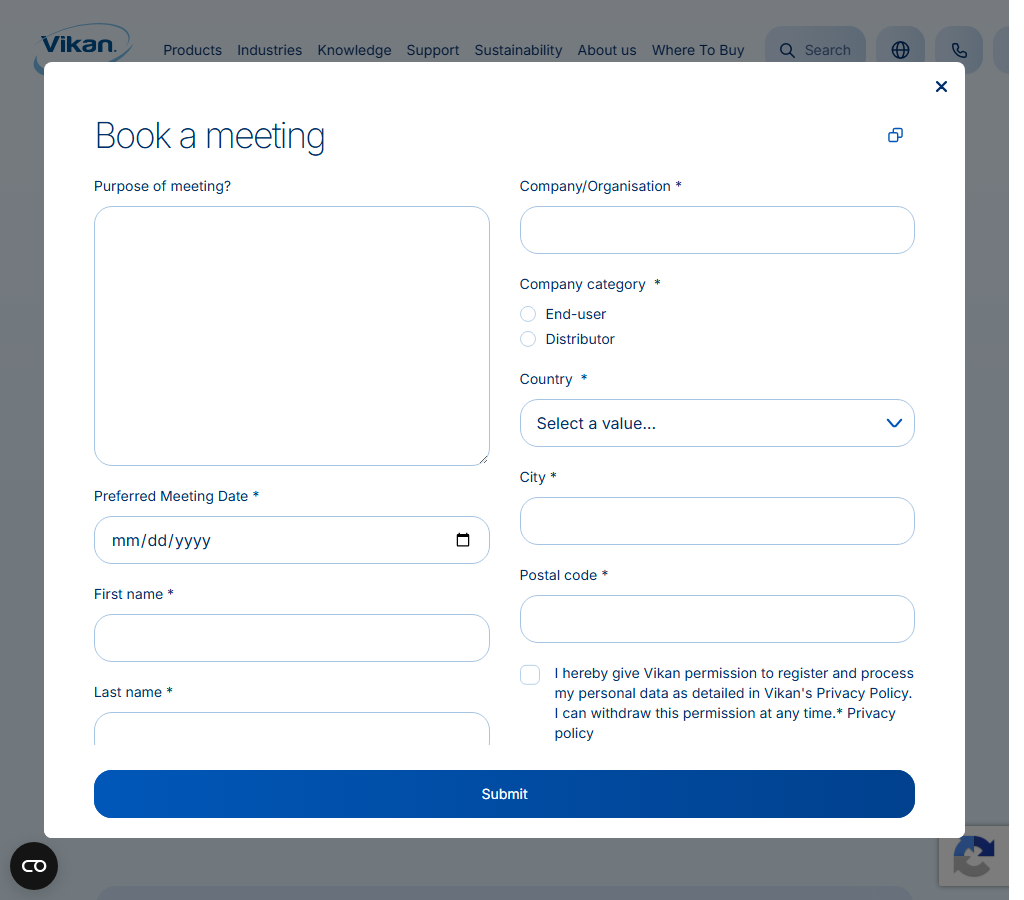 Vikan.
Products Industries Knowledge Support Sustainability About us Where To Buy Search
Book a meeting
Purpose of meeting?
Preferred Meeting Date *
mm/dd/yyyy
First name *
Last name *
Company/Organisation *
Company category *
End-user
Distributor
Country *
Select a value...
City *
Postal code *
I hereby give Vikan permission to register and process
my personal data as detailed in Vikan's Privacy Policy.
I can withdraw this permission at any time.* Privacy
policy
Submit